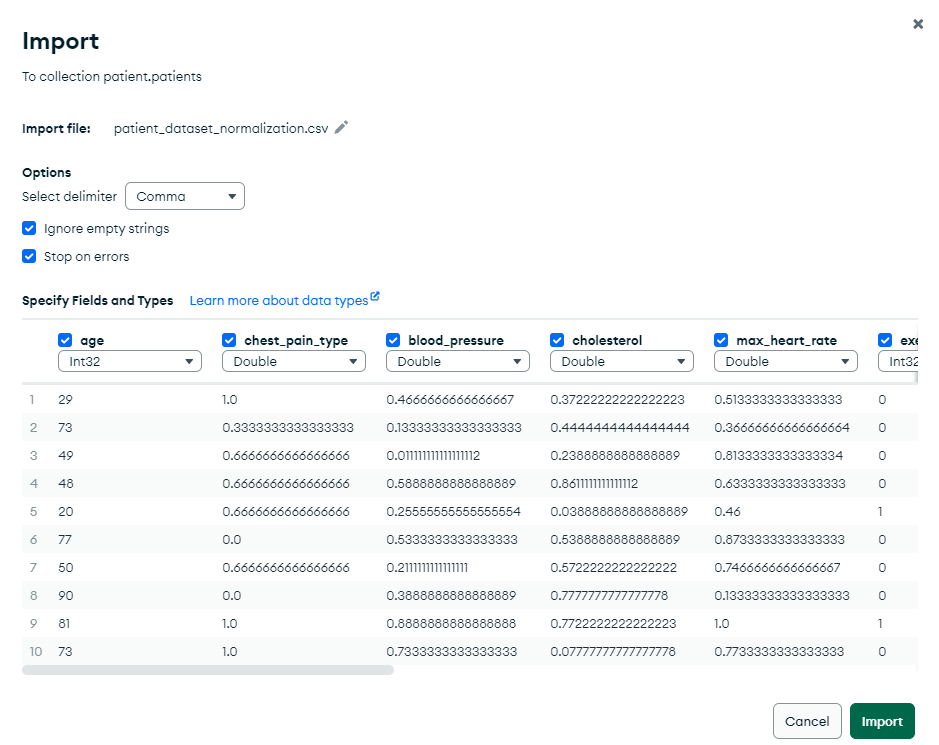 Import
To collection patient.patients
Import file: patient_dataset_normalization.csv
Options
Select delimiter Comma
Ignore empty strings
Stop on errors
Specify Fields and Types Learn more about data types
age chest_pain_type blood_pressure cholesterol max_heart_rate exe
Int32 Double Double Double Double Int32
1 29 1.0 0.4666666666666667 0.37222222222222223 0.5133333333333333 0
2 73 0.3333333333333333 0.13333333333333333 0.4444444444444444 0.36666666666666664 0
3 49 0.6666666666666666 0.01111111111111112 0.2388888888888889 0.8133333333333334 0
4 48 0.6666666666666666 0.5888888888888889 0.861111111111112 0.6333333333333333 0
5 20 0.6666666666666666 0.25555555555555554 0.03888888888888889 0.46 1
6 77 0.0 0.5333333333333333 0.5388888888888889 0.8733333333333333 0
7 50 0.6666666666666666 0.2111111111111111 0.5722222222222222 0.7466666666666667 0
8 90 0.0 0.3888888888888889 0.7777777777777778 0.13333333333333333 0
9 81 1.0 0.8888888888888888 0.7722222222222223 1.0 1
10 73 1.0 0.7333333333333333 0.07777777777777778 0.7733333333333333 0
Cancel Import